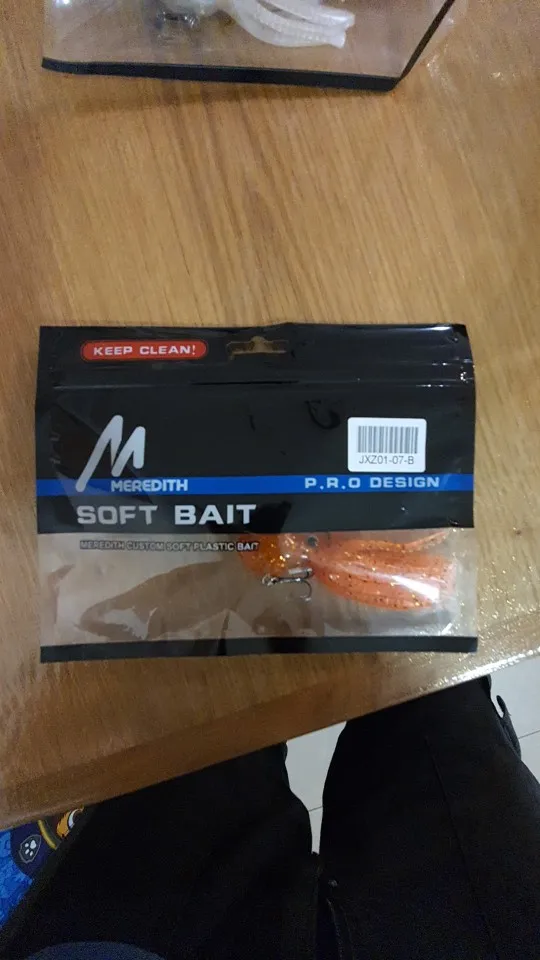 KEEP CLEAN!
JXZ01-07-B
MEREDITH
P.R.O DESIGN
SOFT BAIT
MEREDITH CUSTOM SOFT PLASTIC BAIT